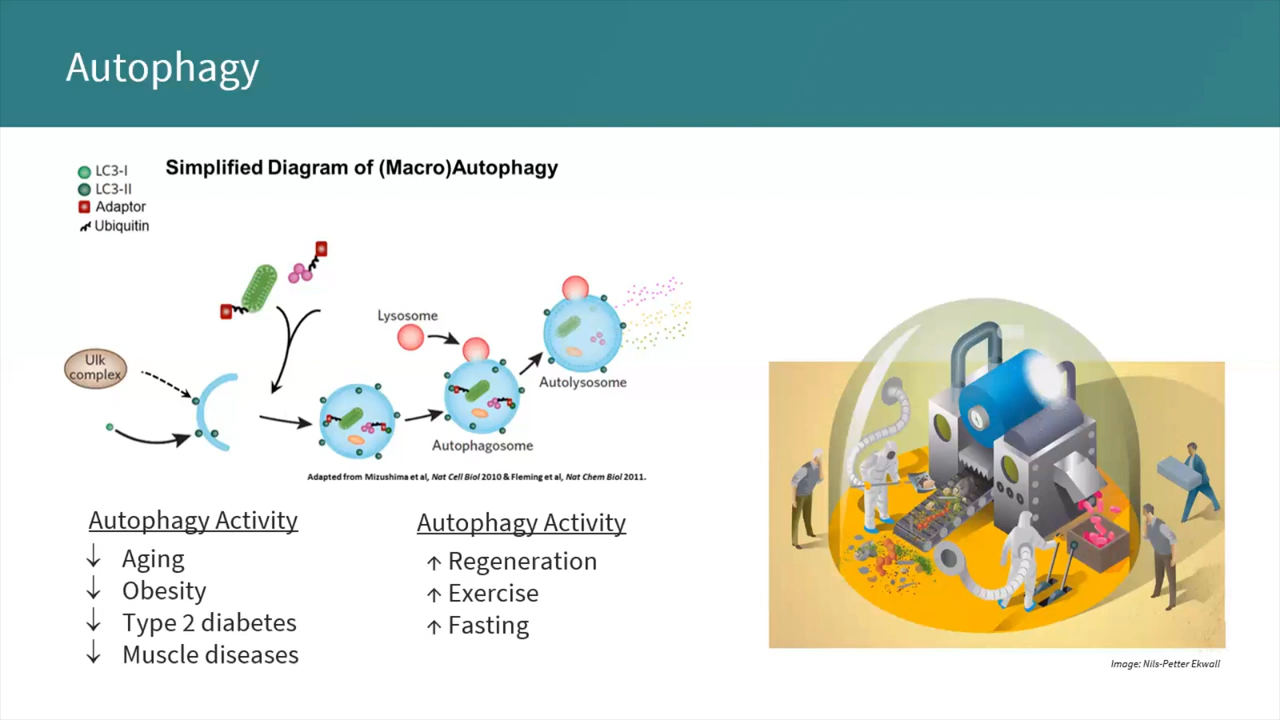 Autophagy
Simplified Diagram of (Macro)Autophagy
LC3-I
LC3-II
Adaptor
Ubiquitin
Ulk
complex
Lysosome
Autophagosome
Autolysosome
Adapted from Mizushima et al, Nat Cell Biol 2010 & Fleming et al, Nat Chem Biol 2011.
Autophagy Activity
↓ Aging
↓ Obesity
↓ Type 2 diabetes
↓ Muscle diseases
Autophagy Activity
↑ Regeneration
↑ Exercise
↑ Fasting
Image: Nils-Petter Ekwall